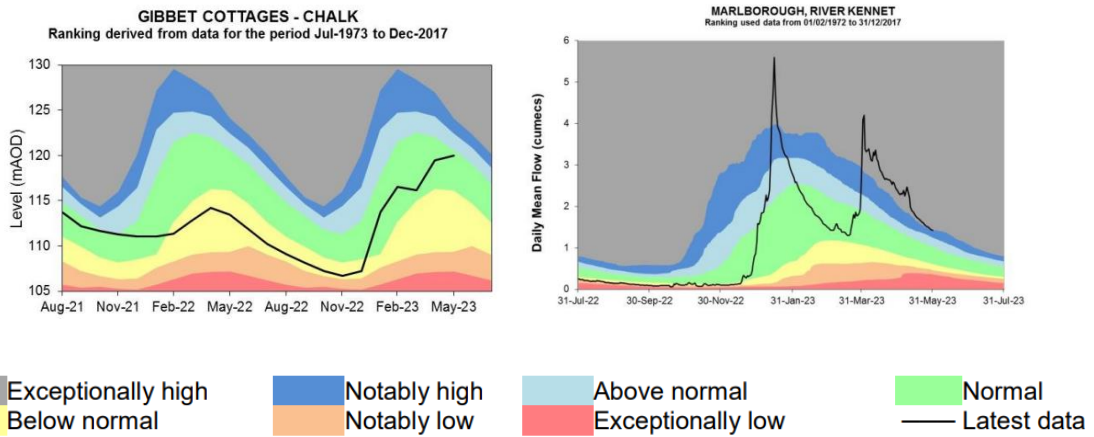 GIBBET COTTAGES - CHALK
Ranking derived from data for the period Jul-1973 to Dec-2017
Level (mAOD)
130
125
120
115
110
105
Aug-21 Nov-21 Feb-22 May-22 Aug-22 Nov-22 Feb-23 May-23
MARLBOROUGH, RIVER KENNET
Ranking used data from 01/02/1972 to 31/12/2017
Daily Mean Flow (cumecs)
6
5
4
3
2
1
0
31-Jul-22 30-Sep-22 30-Nov-22 31-Jan-23 31-Mar-23 31-May-23 31-Jul-23
Exceptionally high Notably high Above normal Normal
Below normal Notably low Exceptionally low Latest data